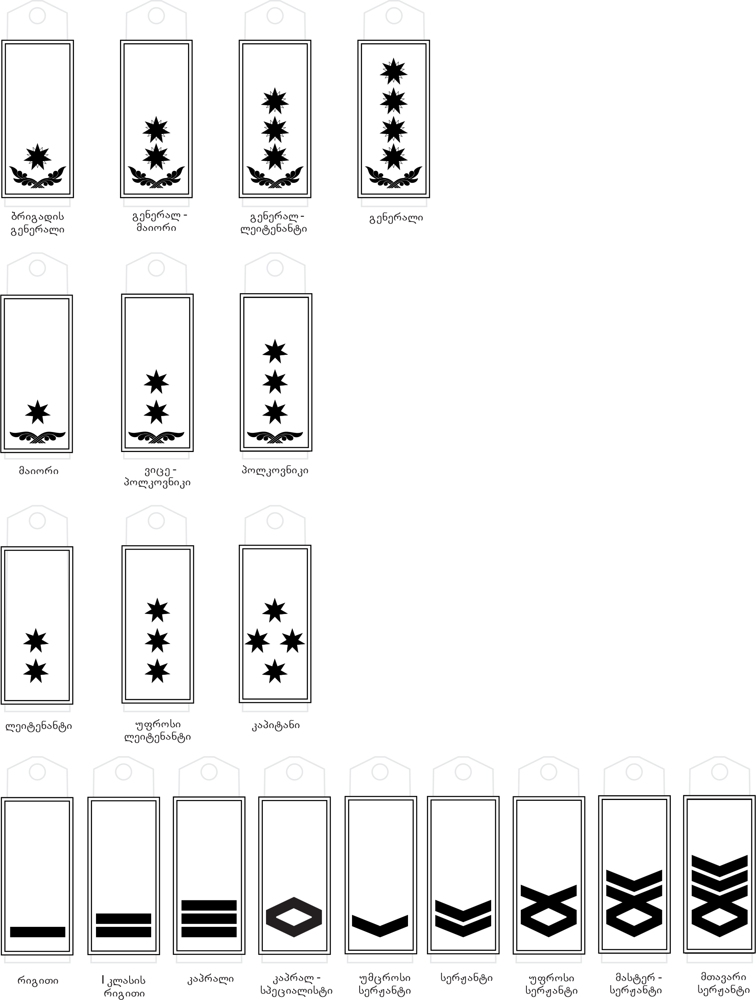 ბრიგადის
გენერალი
გენერალ -
მაიორი
გენერალ -
ლეიტენანტი
გენერალი
მაიორი
ვიცე -
პოლკოვნიკი
პოლკოვნიკი
ლეიტენანტი
უფროსი
ლეიტენანტი
კაპიტანი
რიგითი
I კლასის
რიგითი
კაპრალი
კაპრალ -
სპეციალისტი
უმცროსი
სერჟანტი
სერჟანტი
უფროსი
სერჟანტი
მასტერ -
სერჟანტი
მთავარი
სერჟანტი